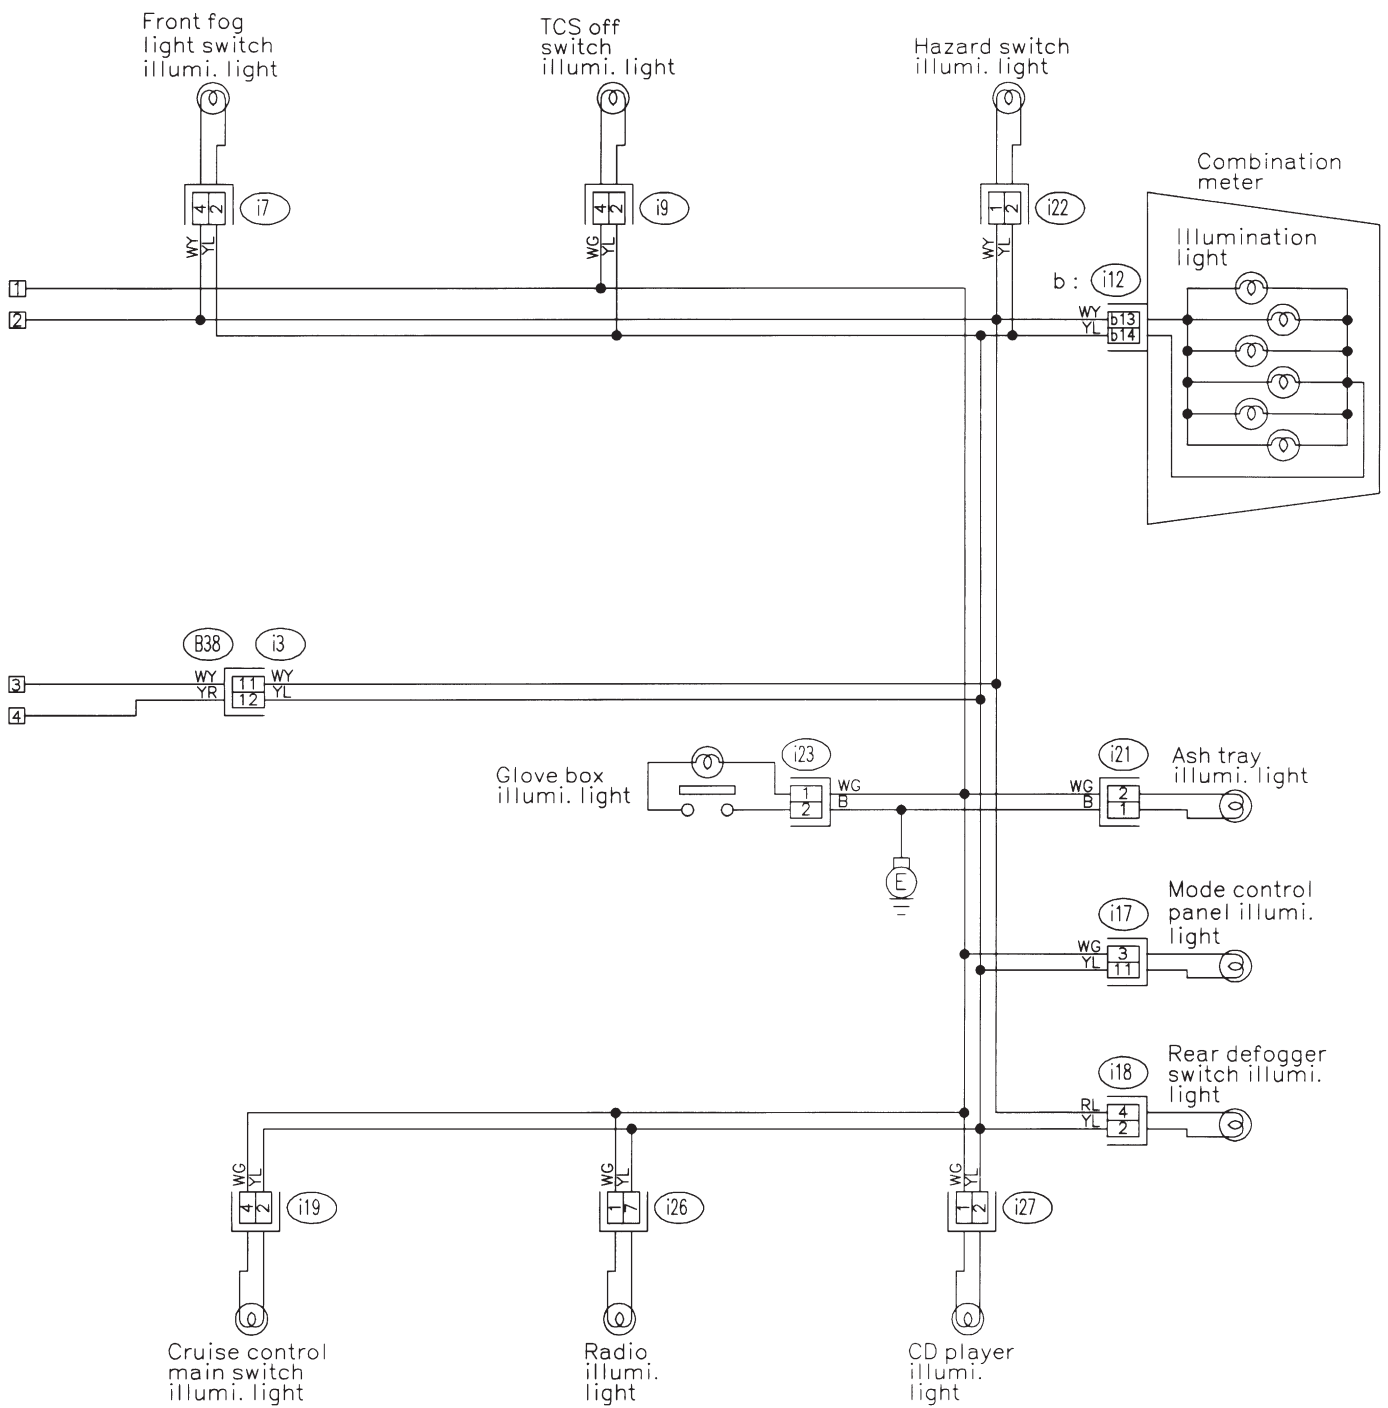 Front fog
light switch
illumi. light
TCS off
switch
illumi. light
Hazard switch
illumi. light
4 2
i7
4 2
i9
1 2
i22
WY YL
WG YL
WY YL
Combination
meter
Illumination
light
b : i12
1
2
WY b13
YL b14
B38 i3
3
WY 11 WY
YR 12 YL
4
Glove box
illumi. light
i23
1 WG
2 B
E
i21
WG 2
B 1
Ash tray
illumi. light
i17
WG 3
YL 11
Mode control
panel illumi.
light
i18
RL 4
YL 2
Rear defogger
switch illumi.
light
WG YL
WG YL
WG YL
4 2
i19
1 7
i26
1 2
i27
Cruise control
main switch
illumi. light
Radio
illumi.
light
CD player
illumi.
light